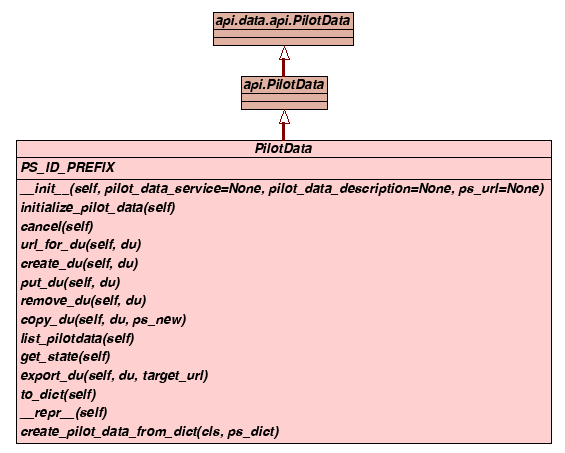 api.data.api.PilotData
api.PilotData
PilotData
PS_ID_PREFIX
__init__(self, pilot_data_service=None, pilot_data_description=None, ps_url=None)
initialize_pilot_data(self)
cancel(self)
url_for_du(self, du)
create_du(self, du)
put_du(self, du)
remove_du(self, du)
copy_du(self, du, ps_new)
list_pilotdata(self)
get_state(self)
export_du(self, du, target_url)
to_dict(self)
__repr__(self)
create_pilot_data_from_dict(cls, ps_dict)